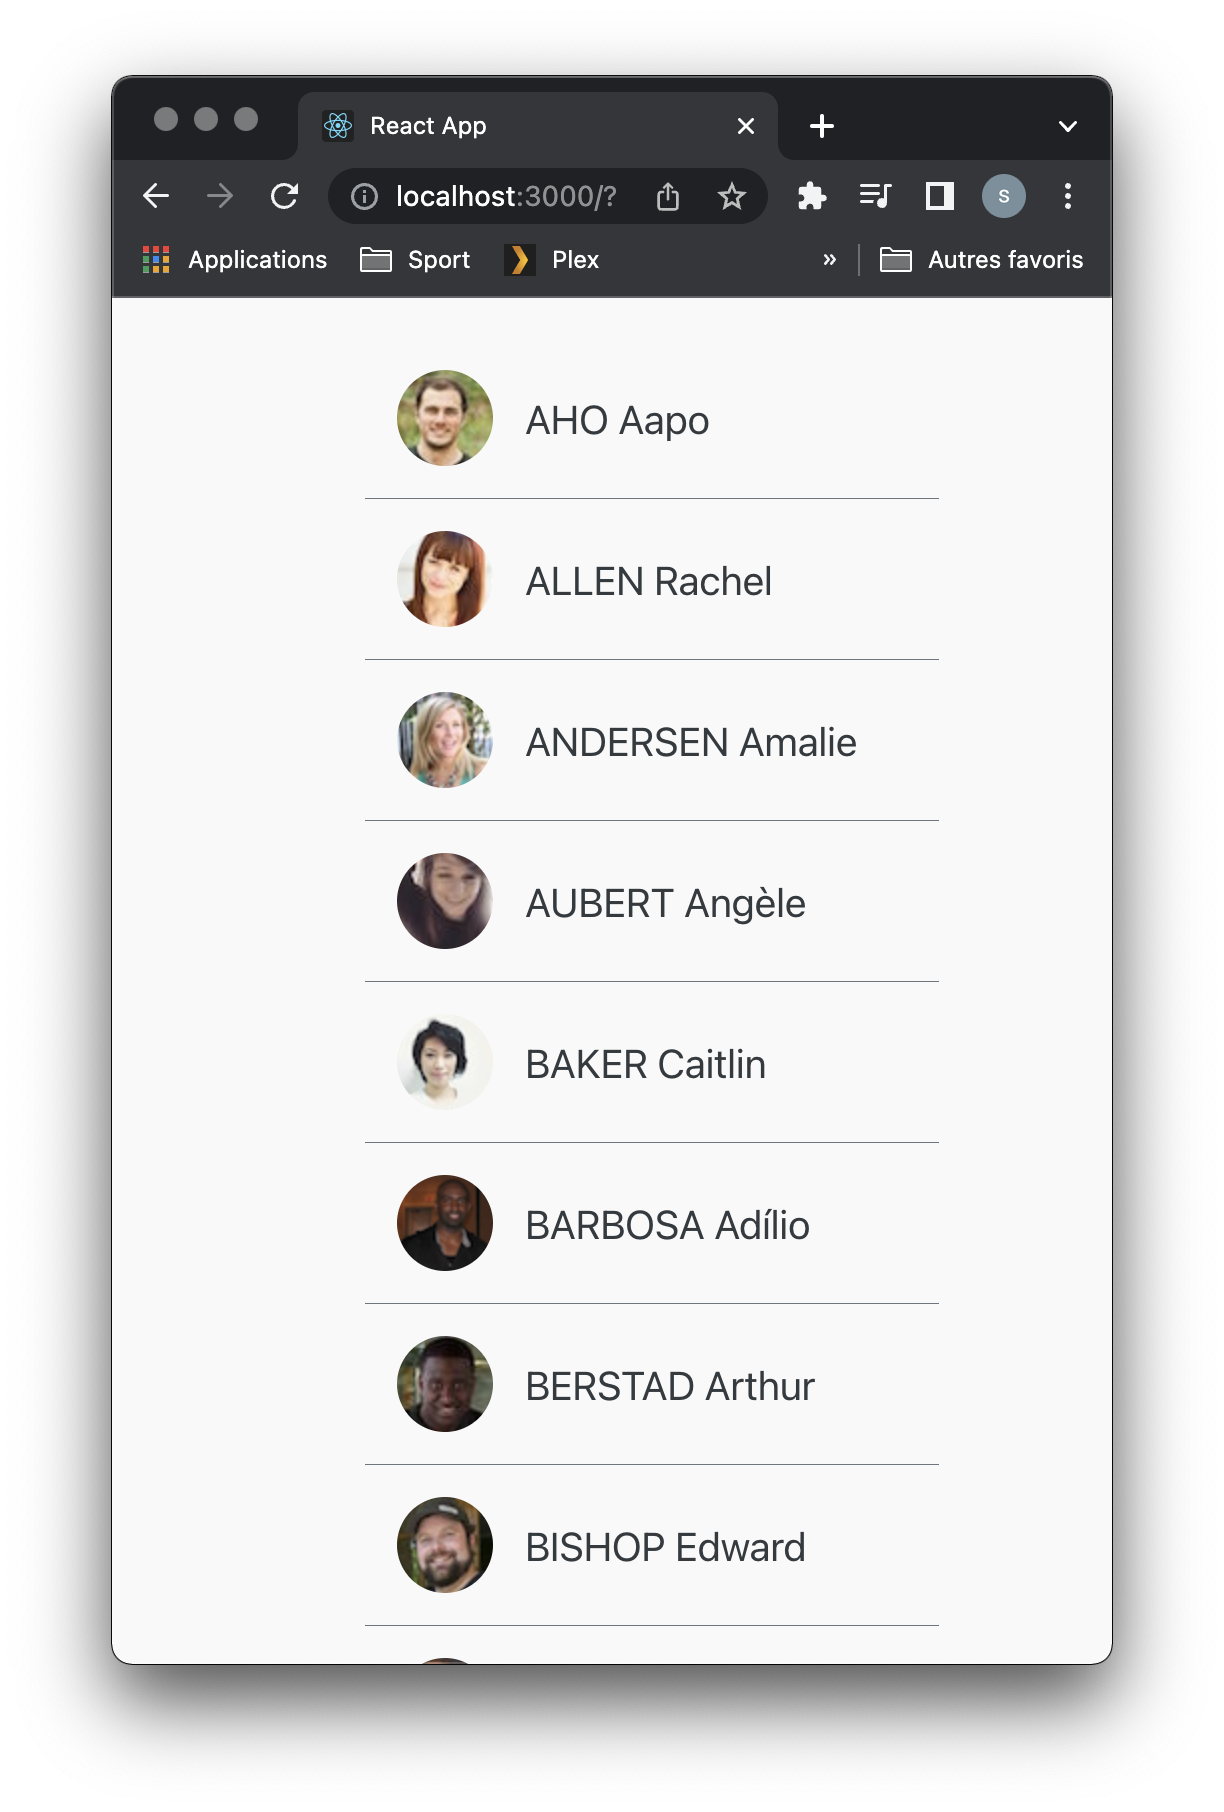 React App
localhost:3000/?
S
Applications
Sport
Plex
»
Autres favoris
AHO Aapo
ALLEN Rachel
ANDERSEN Amalie
AUBERT Angèle
BAKER Caitlin
BARBOSA Adílio
BERSTAD Arthur
BISHOP Edward